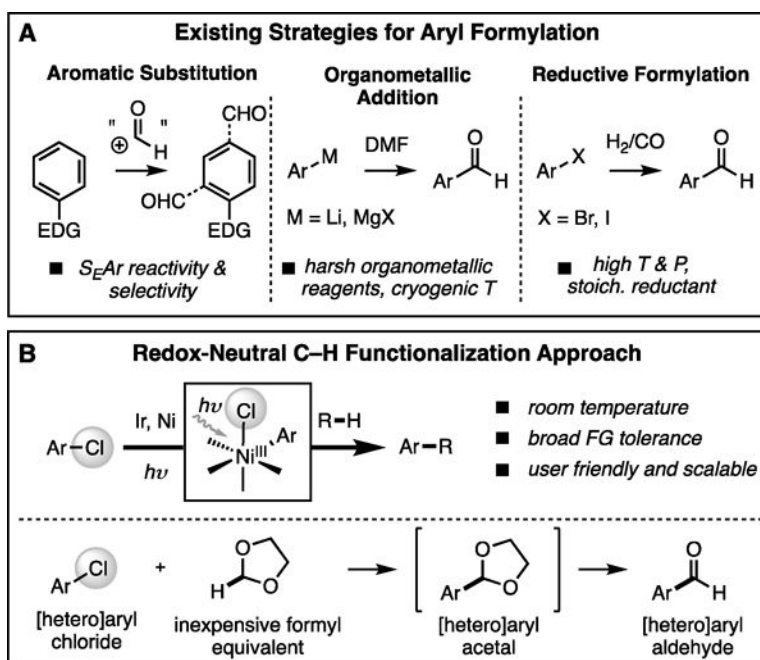 A Existing Strategies for Aryl Formylation
Aromatic Substitution
" ⊕ O H "
EDG
CHO
OHC
EDG
■ SEAr reactivity &
selectivity
Organometallic
Addition
Ar M
DMF
O
Ar H
M = Li, MgX
■ harsh organometallic
reagents, cryogenic T
Reductive Formylation
Ar X
H2/CO
O
Ar H
X = Br, I
■ high T & P,
stoich. reductant
B Redox-Neutral C–H Functionalization Approach
Ar Cl
Ir, Ni
hν
hν
Cl
Ar
NiIII
R–H
Ar–R
■ room temperature
■ broad FG tolerance
■ user friendly and scalable
Ar Cl
[hetero]aryl
chloride
+
O
H O
inexpensive formyl
equivalent
O
Ar O
[hetero]aryl
acetal
O
Ar H
[hetero]aryl
aldehyde